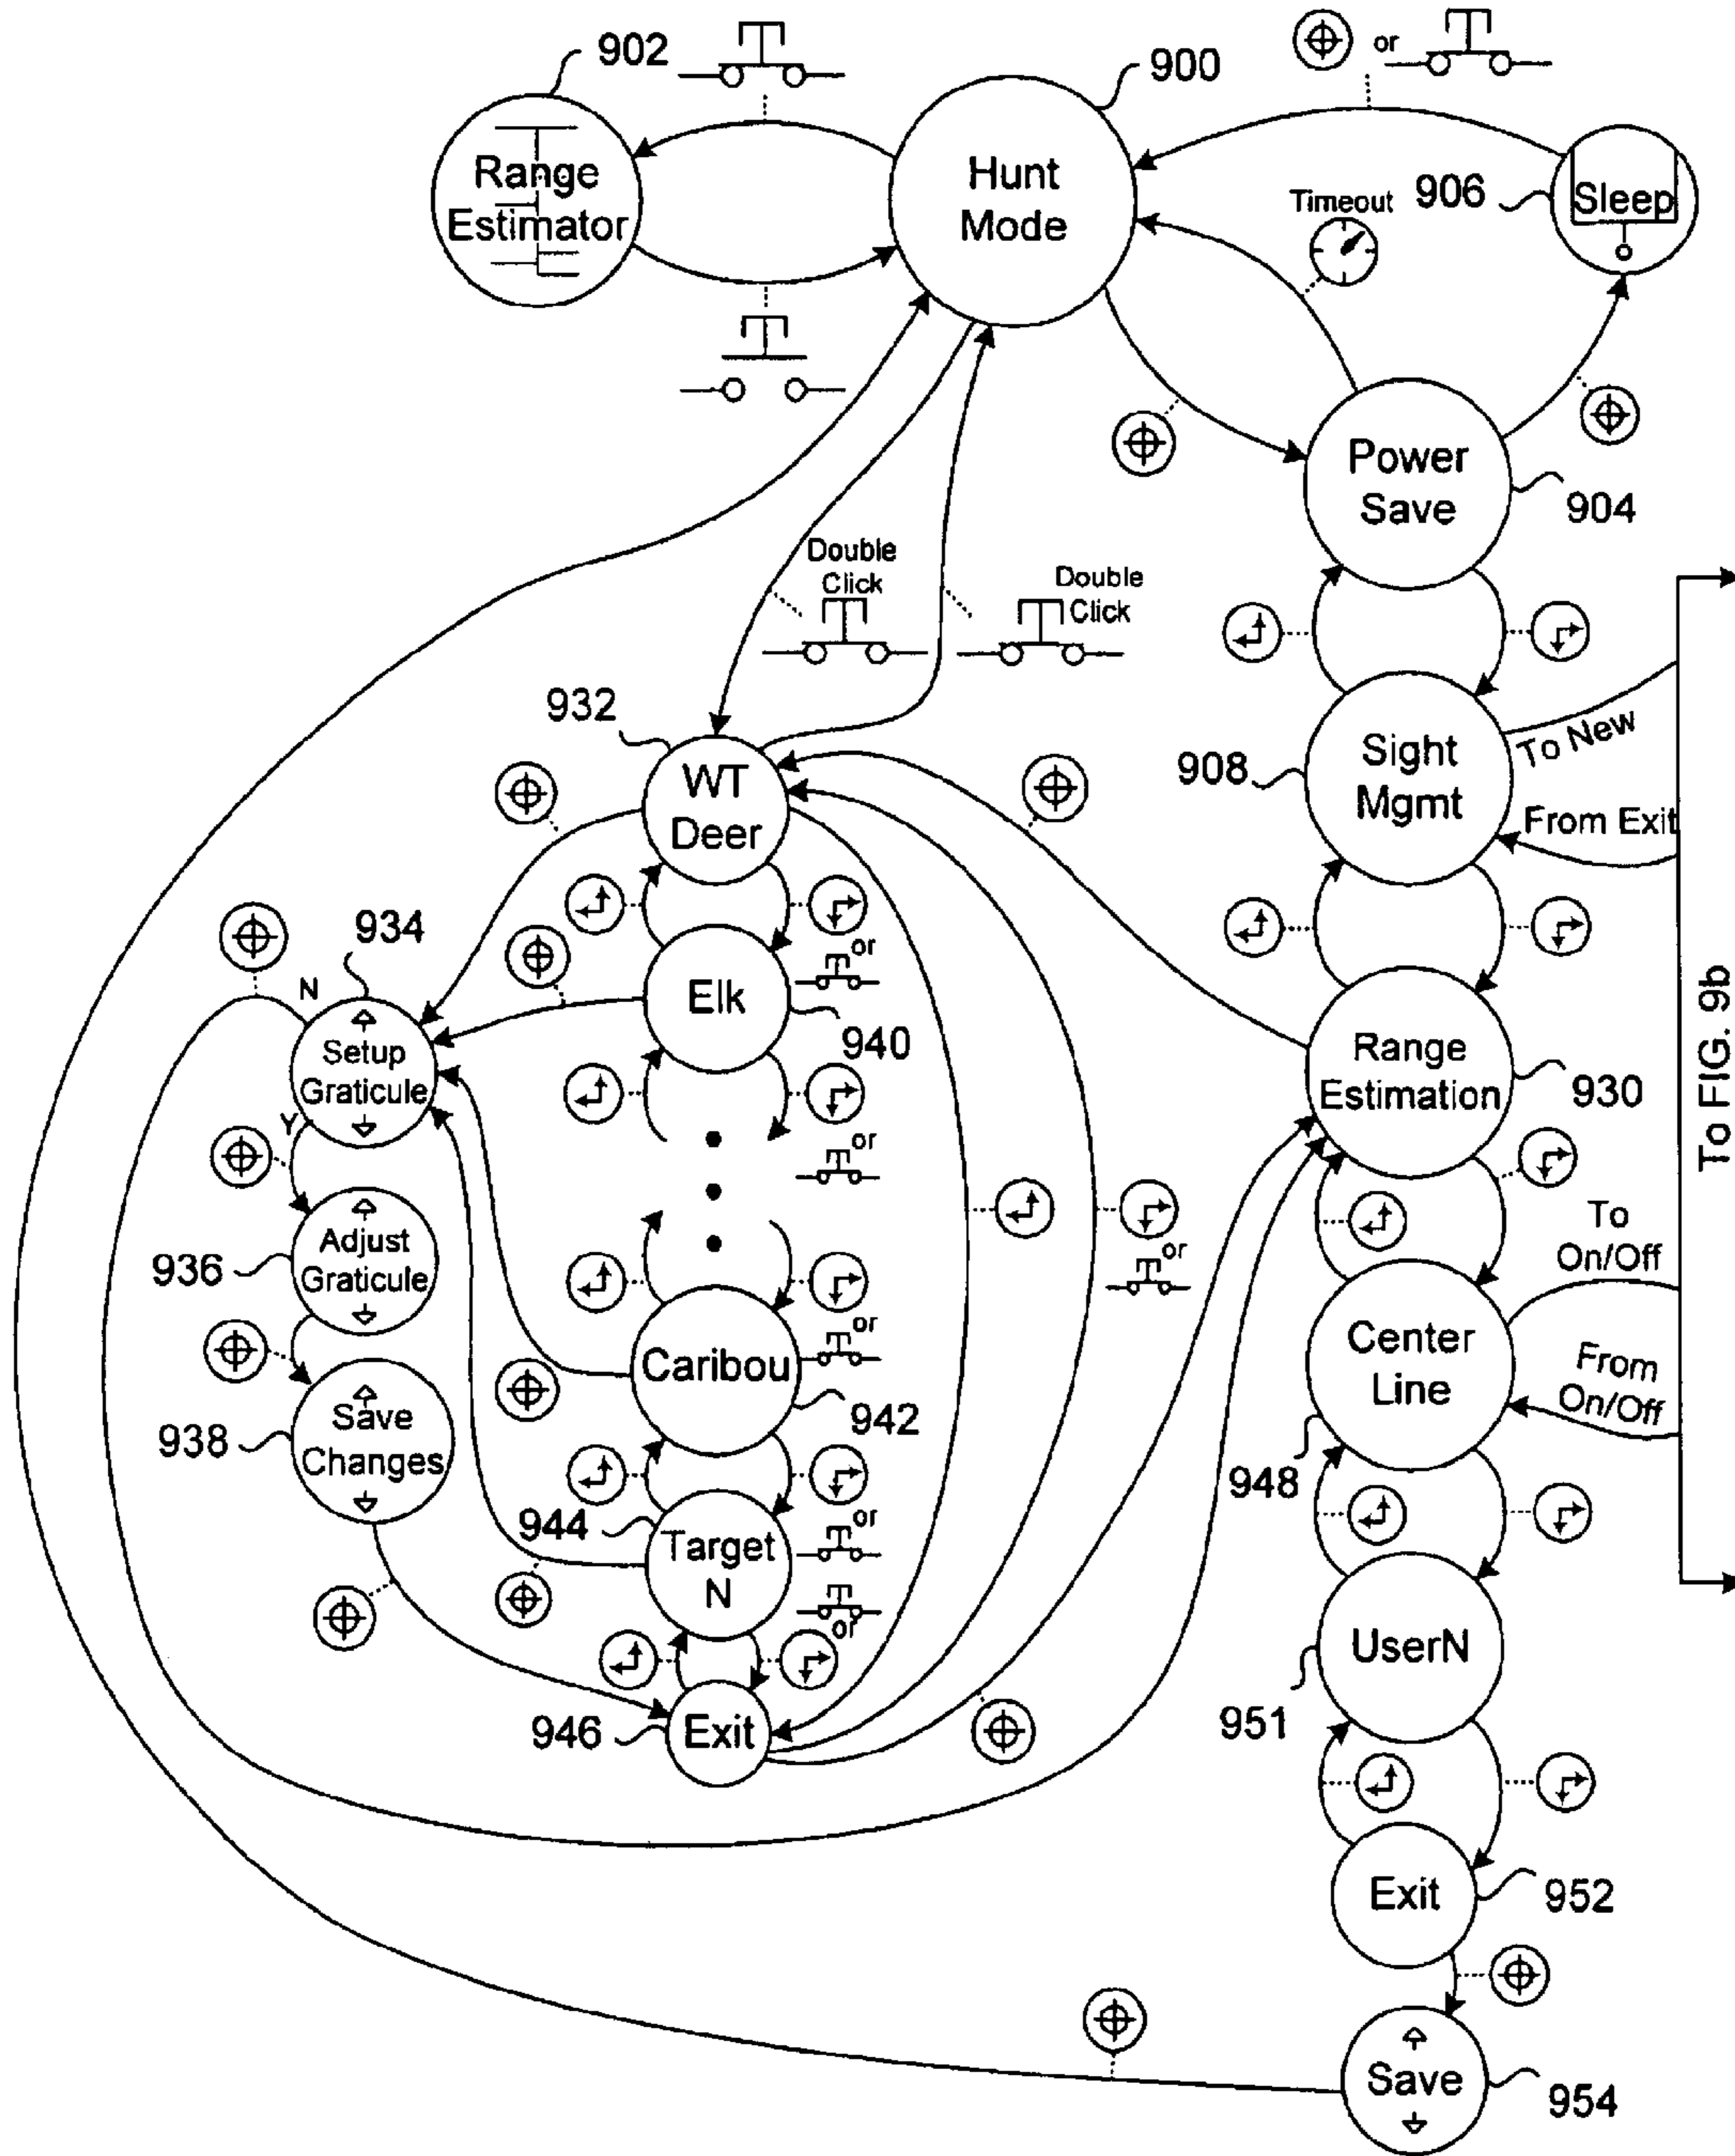 902
900
or
Range
Estimator
Hunt
Mode
Timeout
906
Sleep
Power
Save
904
Double
Click
Double
Click
932
WT
Deer
908
Sight
Mgmt
To New
From Exit
To FIG. 9b
934
N
Setup
Graticule
Y
or
Elk
940
or
Range
Estimation
930
936
Adjust
Graticule
or
To
On/Off
938
Save
Changes
Caribou
or
942
Center
Line
From
On/Off
948
944
Target
N
or
or
946
Exit
UserN
951
Exit
952
Save
954